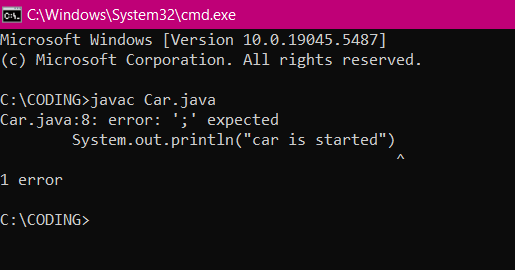 C:\Windows\System32\cmd.exe
Microsoft Windows [Version 10.0.19045.5487]
(c) Microsoft Corporation. All rights reserved.
C:\CODING>javac Car.java
Car.java:8: error: ';' expected
        System.out.println("car is started")
                                            ^
1 error
C:\CODING>